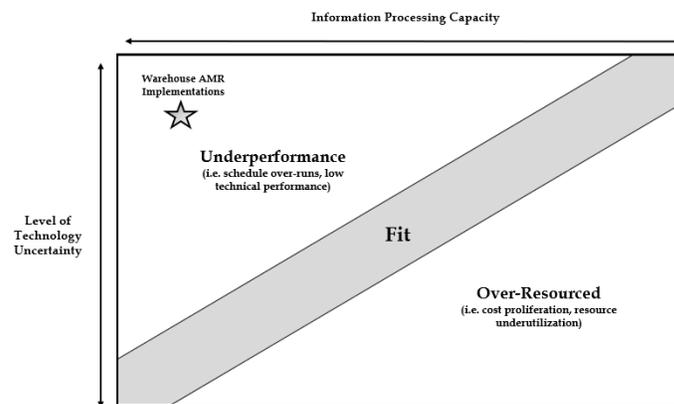 Information Processing Capacity
Warehouse AMR
Implementations
Underperformance
(i.e. schedule over-runs, low
technical performance)
Level of
Technology
Uncertainty
Fit
Over-Resourced
(i.e. cost proliferation, resource
underutilization)